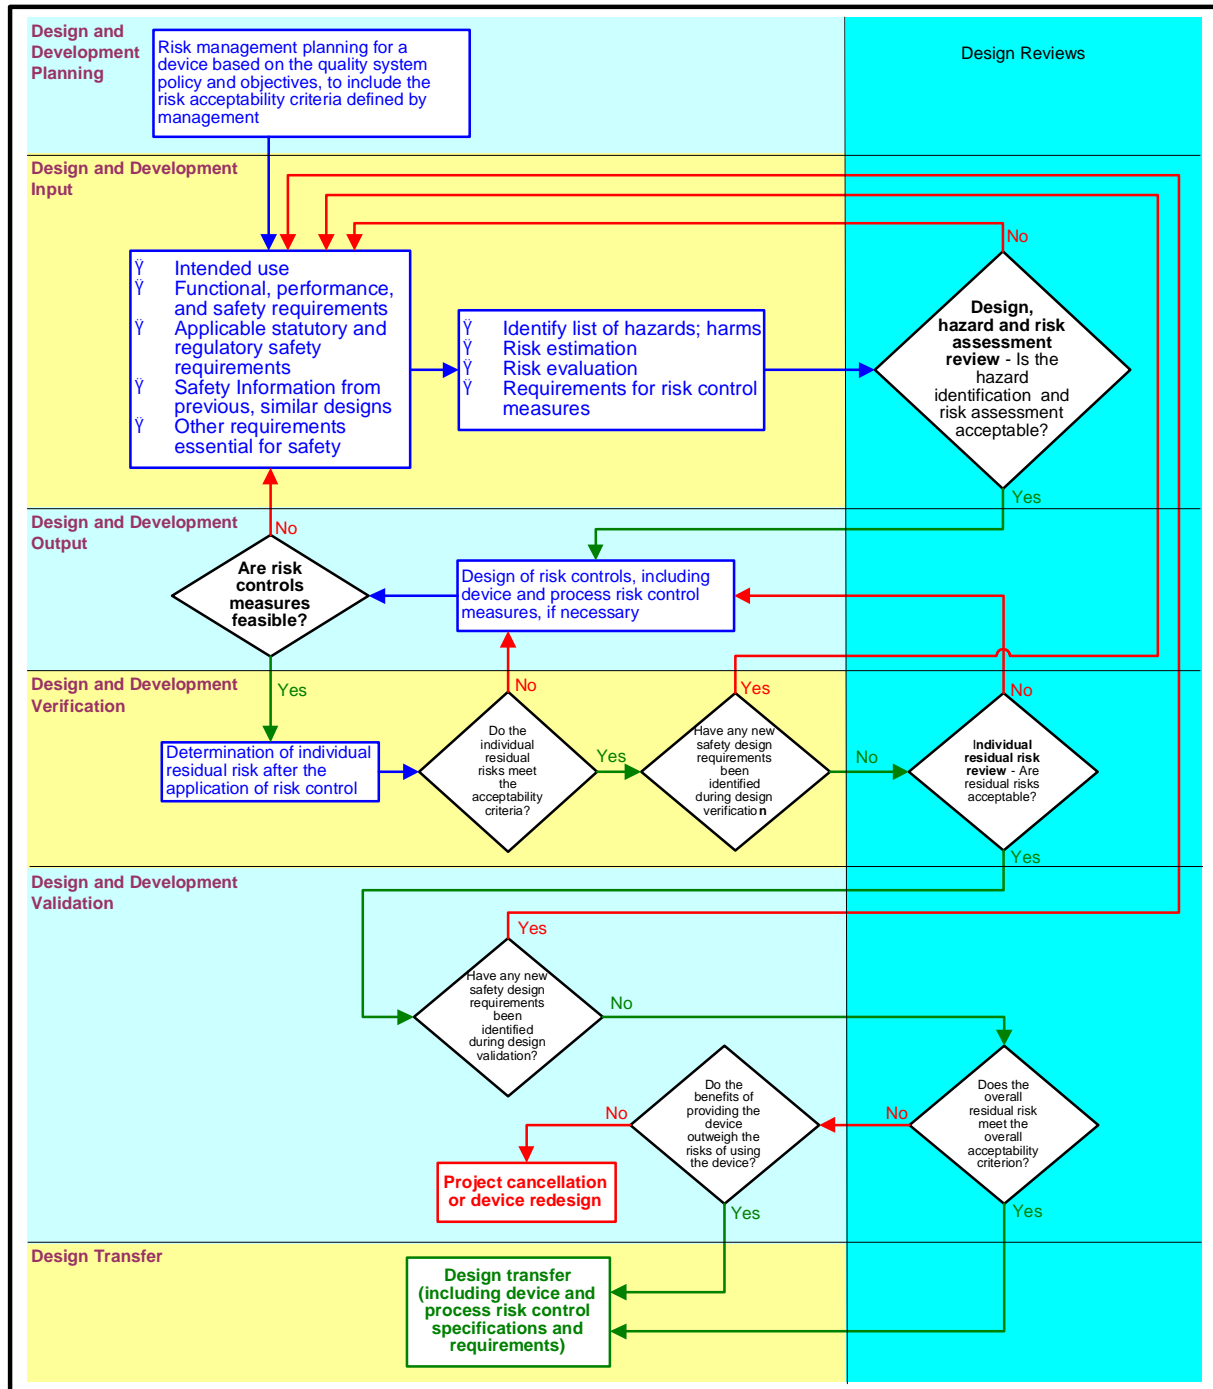 Design and
Development
Planning
Risk management planning for a
device based on the quality system
policy and objectives, to include the
risk acceptability criteria defined by
management
Design Reviews
Design and Development
Input
No
Ÿ Intended use
Ÿ Functional, performance,
and safety requirements
Ÿ Applicable statutory and
regulatory safety
requirements
Ÿ Safety Information from
previous, similar designs
Ÿ Other requirements
essential for safety
Ÿ Identify list of hazards; harms
Ÿ Risk estimation
Ÿ Risk evaluation
Ÿ Requirements for risk control
measures
Design,
hazard and risk
assessment
review - Is the
hazard
identification and
risk assessment
acceptable?
Yes
Design and Development
Output
No
Are risk
controls
measures
feasible?
Design of risk controls, including
device and process risk control
measures, if necessary
Yes
Design and Development
Verification
No
Yes
No
Determination of individual
residual risk after the
application of risk control
Do the
individual
residual
risks meet
the
acceptability
criteria?
Yes
Have any new
safety design
requirements
been
identified
during design
verification
No
Individual
residual risk
review - Are
residual risks
acceptable?
Yes
Design and Development
Validation
Yes
Have any new
safety design
requirements
been
identified
during design
validation?
No
Do the
benefits of
providing the
device
outweigh the
risks of using
the device?
No
No
Does the
overall
residual risk
meet the
overall
acceptability
criterion?
Project cancellation
or device redesign
Yes
Yes
Design Transfer
Design transfer
(including device and
process risk control
specifications and
requirements)